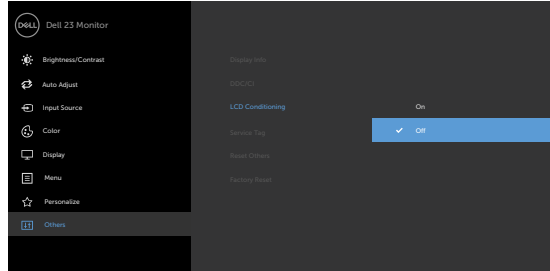 DELL
Dell 23 Monitor
Brightness/Contrast
Auto Adjust
Input Source
Color
Display
Menu
Personalize
Others
Display Info
DDC/CI
LCD Conditioning
Service Tag
Reset Others
Factory Reset
On
Off